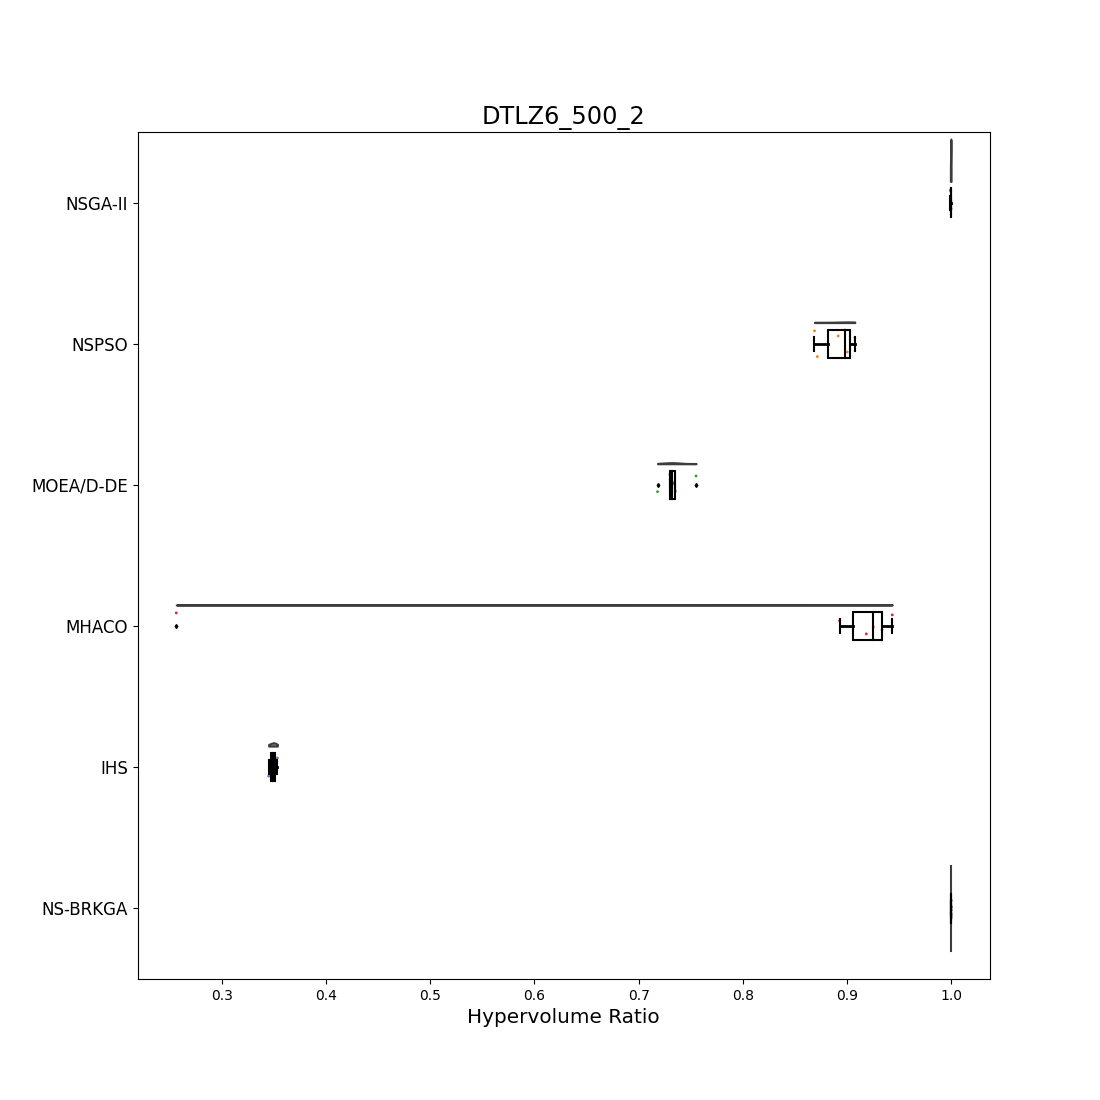 DTLZ6_500_2
NSGA-II
NSPSO
MOEA/D-DE
MHACO
IHS
NS-BRKGA
0.3 0.4 0.5 0.6 0.7 0.8 0.9 1.0
Hypervolume Ratio